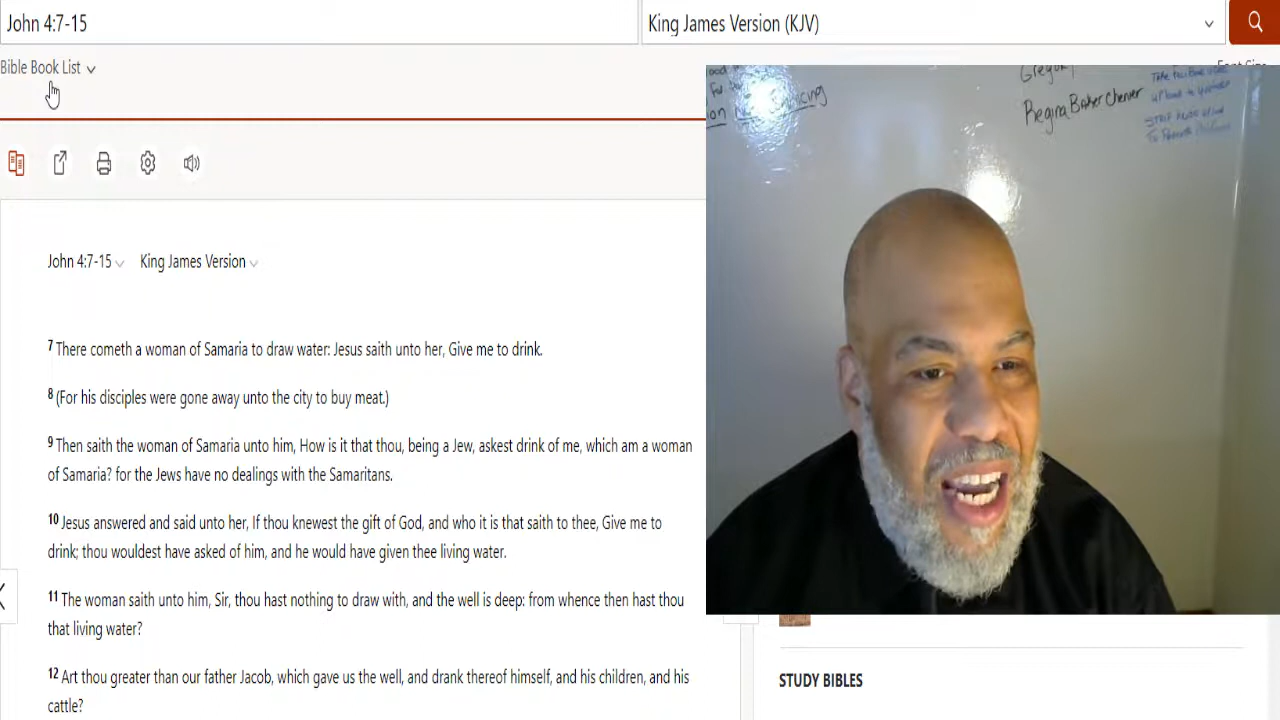 John 4:7-15
King James Version (KJV)
Bible Book List
Gregory
Regina Baker Chenier
John 4:7-15
King James Version
7 There cometh a woman of Samaria to draw water: Jesus saith unto her, Give me to drink.
8 (For his disciples were gone away unto the city to buy meat.)
9 Then saith the woman of Samaria unto him, How is it that thou, being a Jew, askest drink of me, which am a woman
of Samaria? for the Jews have no dealings with the Samaritans.
10 Jesus answered and said unto her, If thou knewest the gift of God, and who it is that saith to thee, Give me to
drink; thou wouldest have asked of him, and he would have given thee living water.
11 The woman saith unto him, Sir, thou hast nothing to draw with, and the well is deep: from whence then hast thou
that living water?
12 Art thou greater than our father Jacob, which gave us the well, and drank thereof himself, and his children, and his
cattle?
STUDY BIBLES